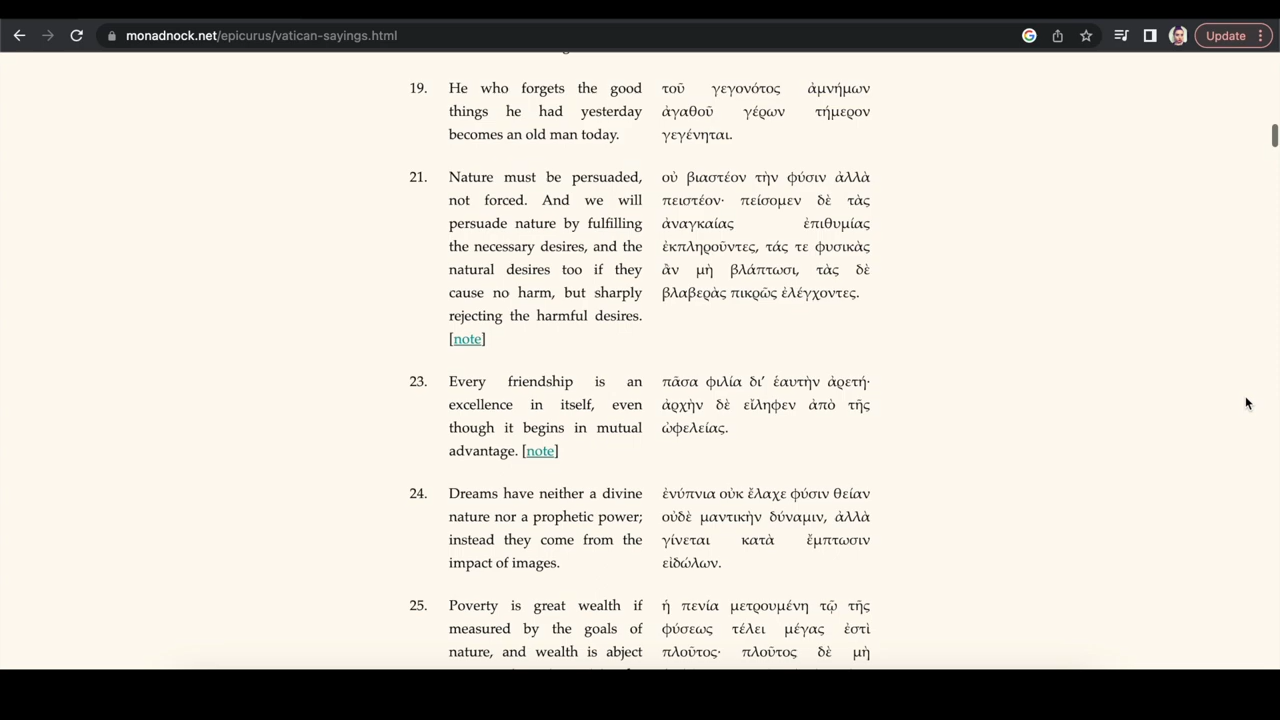 monadnock.net/epicurus/vatican-sayings.html
Update
19. He who forgets the good
things he had yesterday
becomes an old man today.
τοῦ γεγονότος ἀμνήμων
ἀγαθοῦ γέρων τήμερον
γεγένηται.
21. Nature must be persuaded,
not forced. And we will
persuade nature by fulfilling
the necessary desires, and the
natural desires too if they
cause no harm, but sharply
rejecting the harmful desires.
[note]
οὐ βιαστέον τὴν φύσιν ἀλλὰ
πειστέον· πείσομεν δὲ τὰς
ἀναγκαίας ἐπιθυμίας
ἐκπληροῦντες, τάς τε φυσικὰς
ἂν μὴ βλάπτωσι, τὰς δὲ
βλαβερὰς πικρῶς ἐλέγχοντες.
23. Every friendship is an
excellence in itself, even
though it begins in mutual
advantage. [note]
πᾶσα φιλία δι’ ἑαυτὴν ἀρετή·
ἀρχὴν δὲ εἴληφεν ἀπὸ τῆς
ὠφελείας.
24. Dreams have neither a divine
nature nor a prophetic power;
instead they come from the
impact of images.
ἐνύπνια οὐκ ἔλαχε φύσιν θείαν
οὐδὲ μαντικὴν δύναμιν, ἀλλὰ
γίνεται κατὰ ἔμπτωσιν
εἰδώλων.
25. Poverty is great wealth if
measured by the goals of
nature, and wealth is abject
ἡ πενία μετρουμένη τῷ τῆς
φύσεως τέλει μέγας ἐστὶ
πλοῦτος· πλοῦτος δὲ μὴ